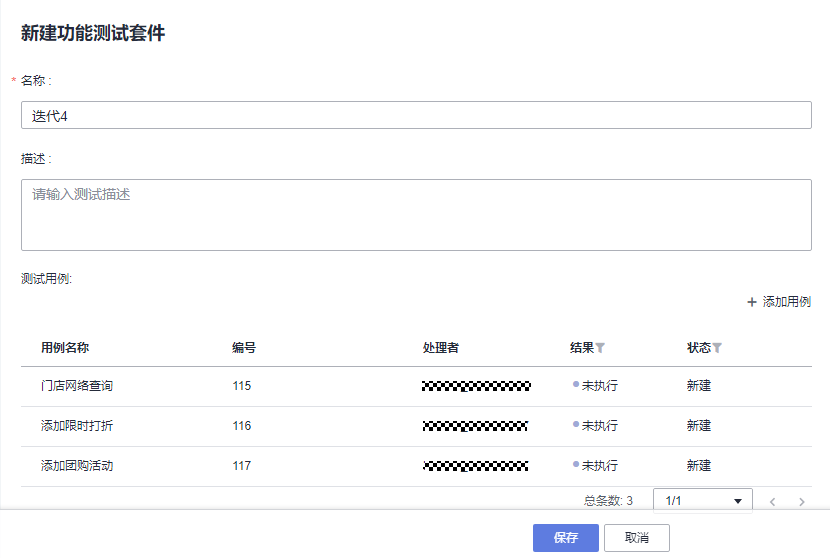 新建功能测试套件
* 名称 :
迭代4
描述 :
请输入测试描述
测试用例:
+ 添加用例
用例名称 编号 处理者 结果 状态
门店网络查询 115 未执行 新建
添加限时打折 116 未执行 新建
添加团购活动 117 未执行 新建
总条数: 3 1/1
保存 取消